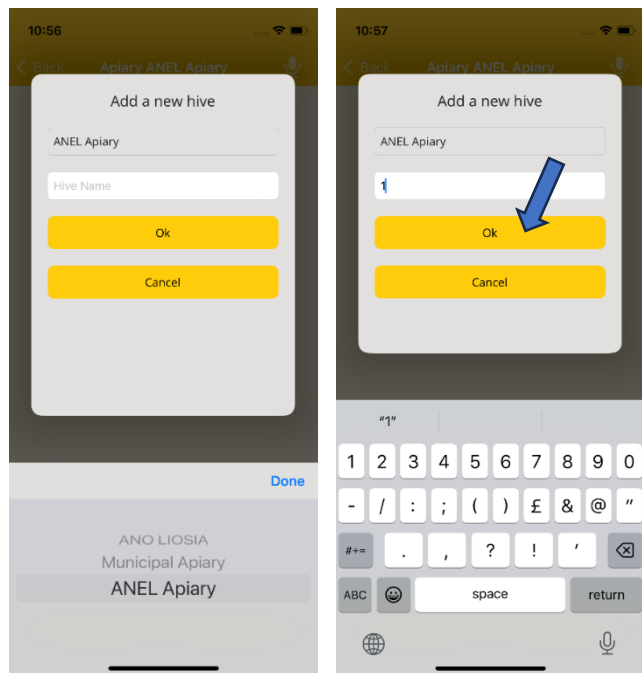 10:56
Back Apiary ANEL Apiary
Add a new hive
ANEL Apiary
Hive Name
Ok
Cancel
Done
ANO LIOSIA
Municipal Apiary
ANEL Apiary
10:57
Back Apiary ANEL Apiary
Add a new hive
ANEL Apiary
1
Ok
Cancel
"1"
1 2 3 4 5 6 7 8 9 0
- / : ; ( ) £ & @ "
#+= . , ? ! '
ABC space return